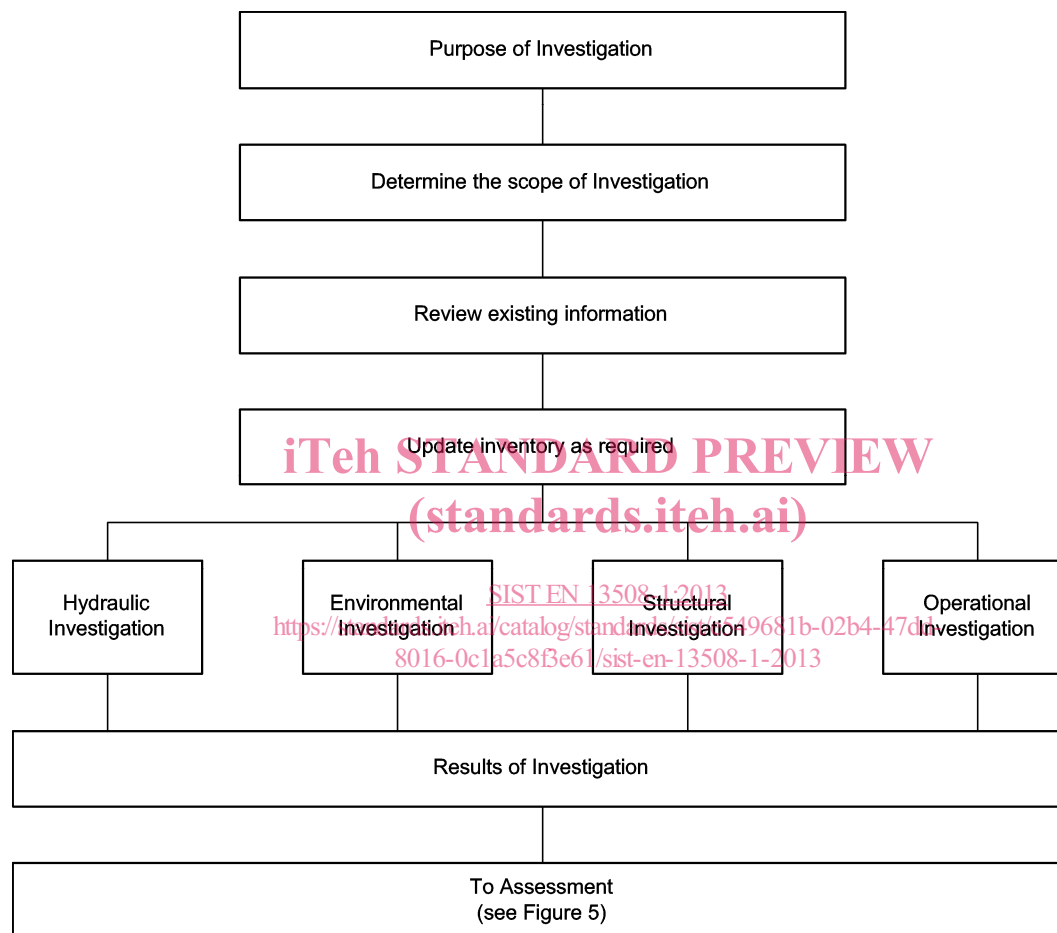 Purpose of Investigation
Determine the scope of Investigation
Review existing information
Update inventory as required
iTeh STANDARD PREVIEW
(standards.iteh.ai)
Hydraulic
Investigation
Environmental
Investigation
Structural
Investigation
Operational
Investigation
SIST EN 13508-1:2013
8016-0c1a5c8f3e61/sist-en-13508-1-2013
Results of Investigation
To Assessment
(see Figure 5)